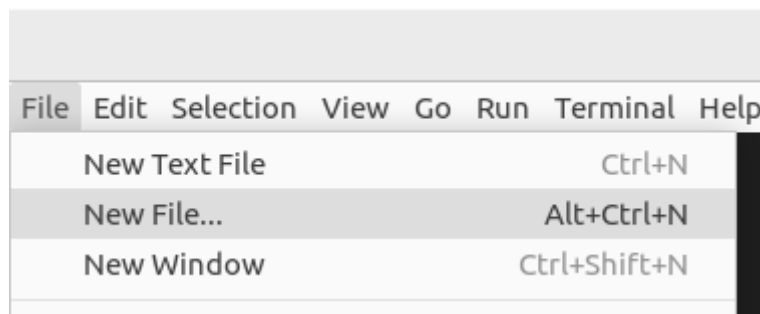 File Edit Selection View Go Run Terminal Help
New Text File Ctrl+N
New File... Alt+Ctrl+N
New Window Ctrl+Shift+N